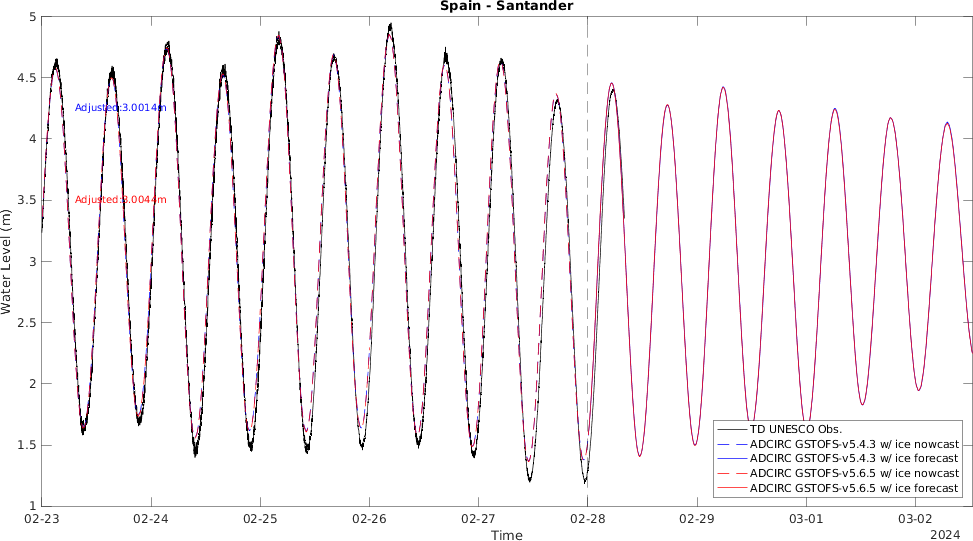 Spain - Santander
5
4.5
4
3.5
3
2.5
2
1.5
1
Water Level (m)
Adjusted:3.0014m
Adjusted:3.0044m
TD UNESCO Obs.
ADCIRC GSTOFS-v5.4.3 w/ ice nowcast
ADCIRC GSTOFS-v5.4.3 w/ ice forecast
ADCIRC GSTOFS-v5.6.5 w/ ice nowcast
ADCIRC GSTOFS-v5.6.5 w/ ice forecast
02-23 02-24 02-25 02-26 02-27 02-28 02-29 03-01 03-02
Time
2024